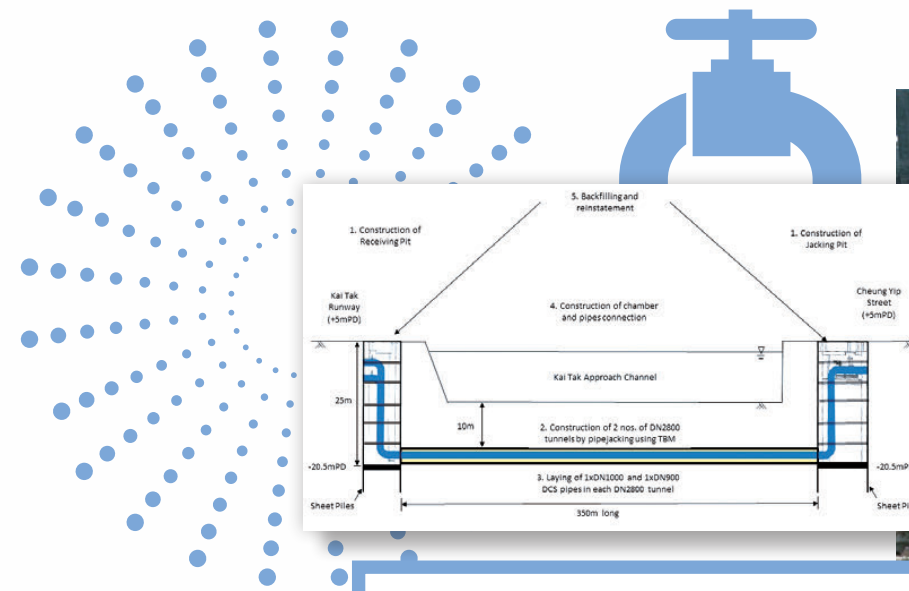 5. Backfilling and
reinstatement
1. Construction of
Receiving Pit
1. Construction of
Jacking Pit
Kai Tak
Runway
(+5mPD)
4. Construction of chamber
and pipes connection
Cheung Yip
Street
(+5mPD)
Kai Tak Approach Channel
25m
10m
2. Construction of 2 nos. of DN2800
tunnels by pipejacking using TBM
-20.5mPD
-20.5mP
3. Laying of 1xDN1000 and 1xDN900
DCS pipes in each DN2800 tunnel
Sheet Piles
350m long
Sheet Pi